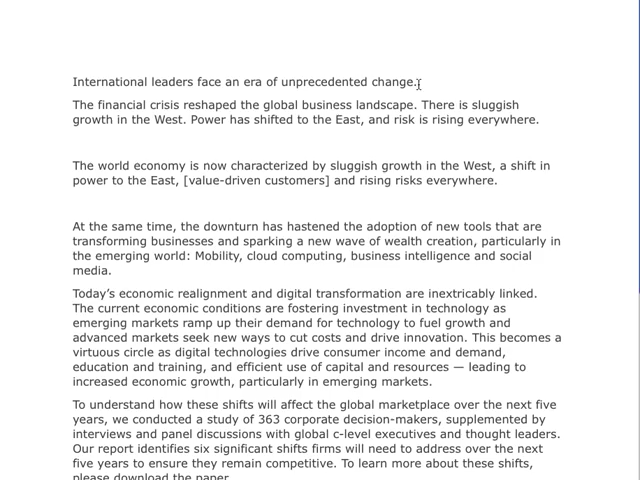 International leaders face an era of unprecedented change.
The financial crisis reshaped the global business landscape. There is sluggish
growth in the West. Power has shifted to the East, and risk is rising everywhere.
The world economy is now characterized by sluggish growth in the West, a shift in
power to the East, [value-driven customers] and rising risks everywhere.
At the same time, the downturn has hastened the adoption of new tools that are
transforming businesses and sparking a new wave of wealth creation, particularly in
the emerging world: Mobility, cloud computing, business intelligence and social
media.
Today’s economic realignment and digital transformation are inextricably linked.
The current economic conditions are fostering investment in technology as
emerging markets ramp up their demand for technology to fuel growth and
advanced markets seek new ways to cut costs and drive innovation. This becomes a
virtuous circle as digital technologies drive consumer income and demand,
education and training, and efficient use of capital and resources — leading to
increased economic growth, particularly in emerging markets.
To understand how these shifts will affect the global marketplace over the next five
years, we conducted a study of 363 corporate decision-makers, supplemented by
interviews and panel discussions with global c-level executives and thought leaders.
Our report identifies six significant shifts firms will need to address over the next
five years to ensure they remain competitive. To learn more about these shifts,
please download the paper.